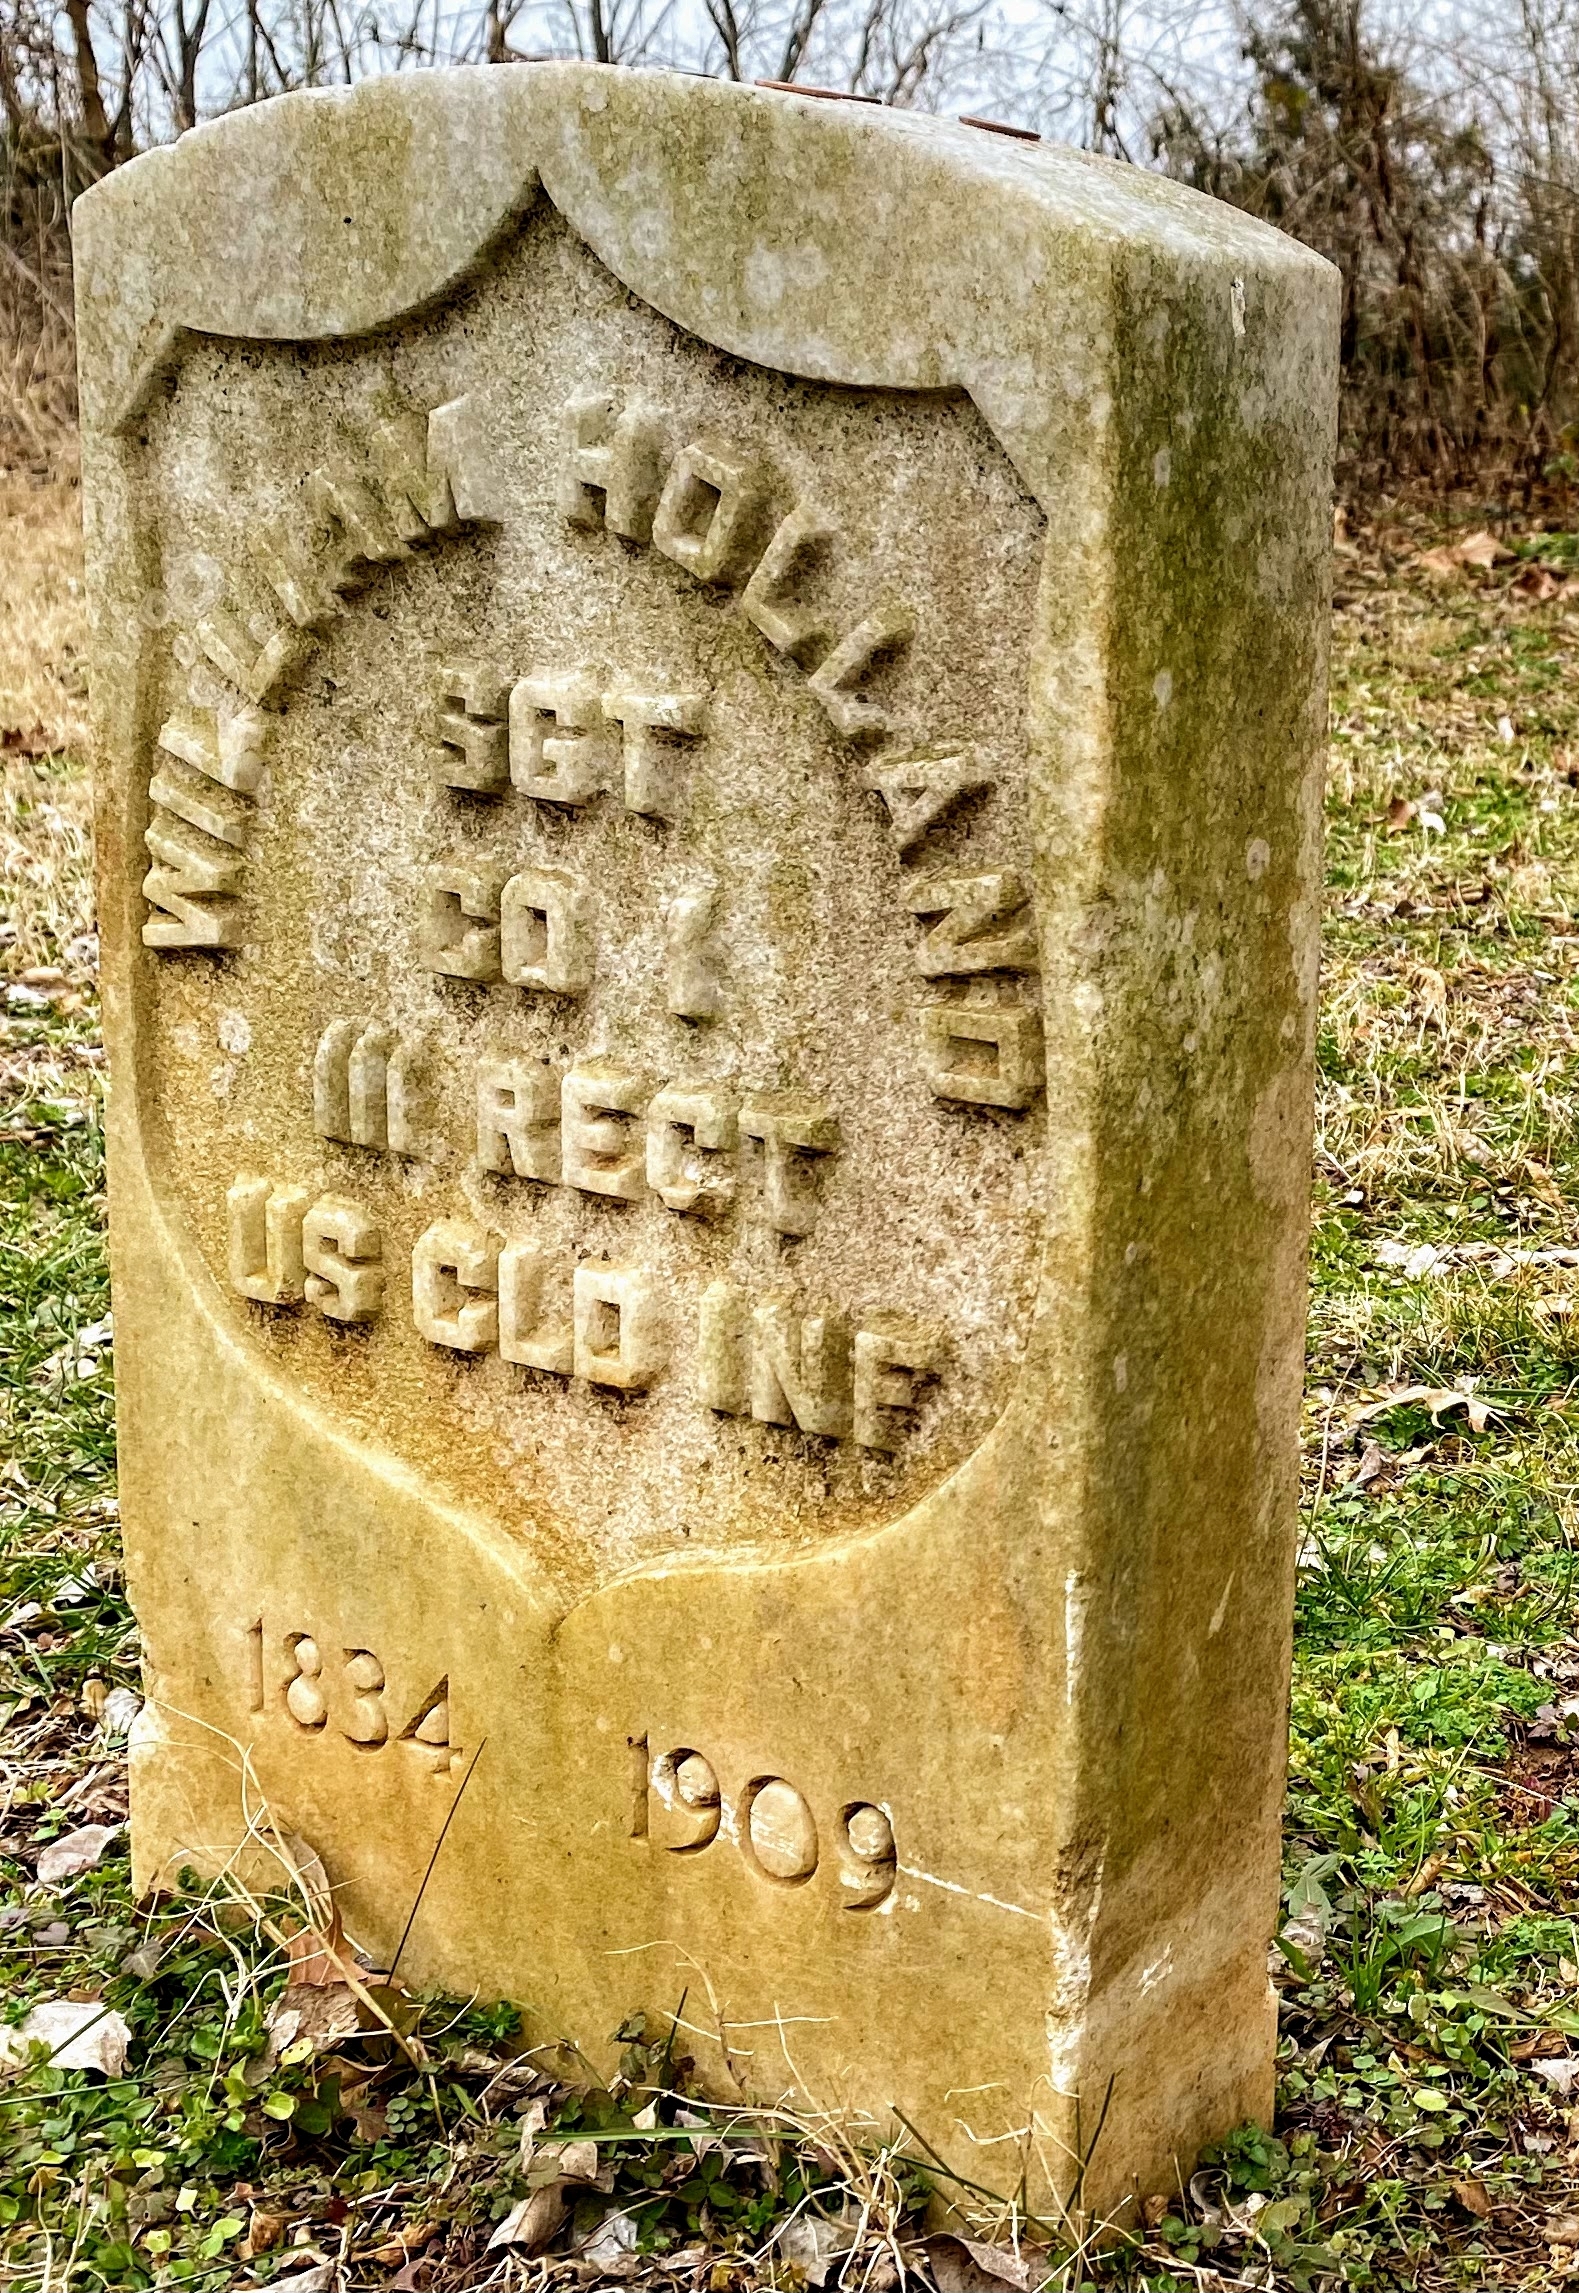 WILLIAM HOLLAND
SGT
CO I
111 REGT
US CLD INF
1834 1909